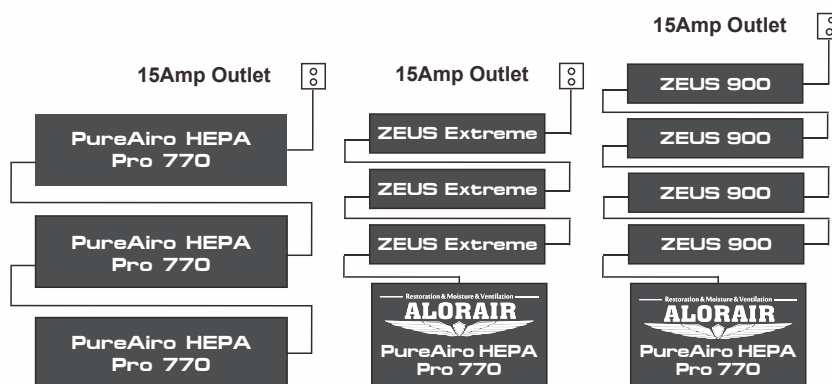 15Amp Outlet
PureAiro HEPA
Pro 770
PureAiro HEPA
Pro 770
PureAiro HEPA
Pro 770
15Amp Outlet
ZEUS Extreme
ZEUS Extreme
ZEUS Extreme
Restoration & Moisture & Ventilation
ALORAIR
PureAiro HEPA
Pro 770
15Amp Outlet
ZEUS 900
ZEUS 900
ZEUS 900
ZEUS 900
Restoration & Moisture & Ventilation
ALORAIR
PureAiro HEPA
Pro 770